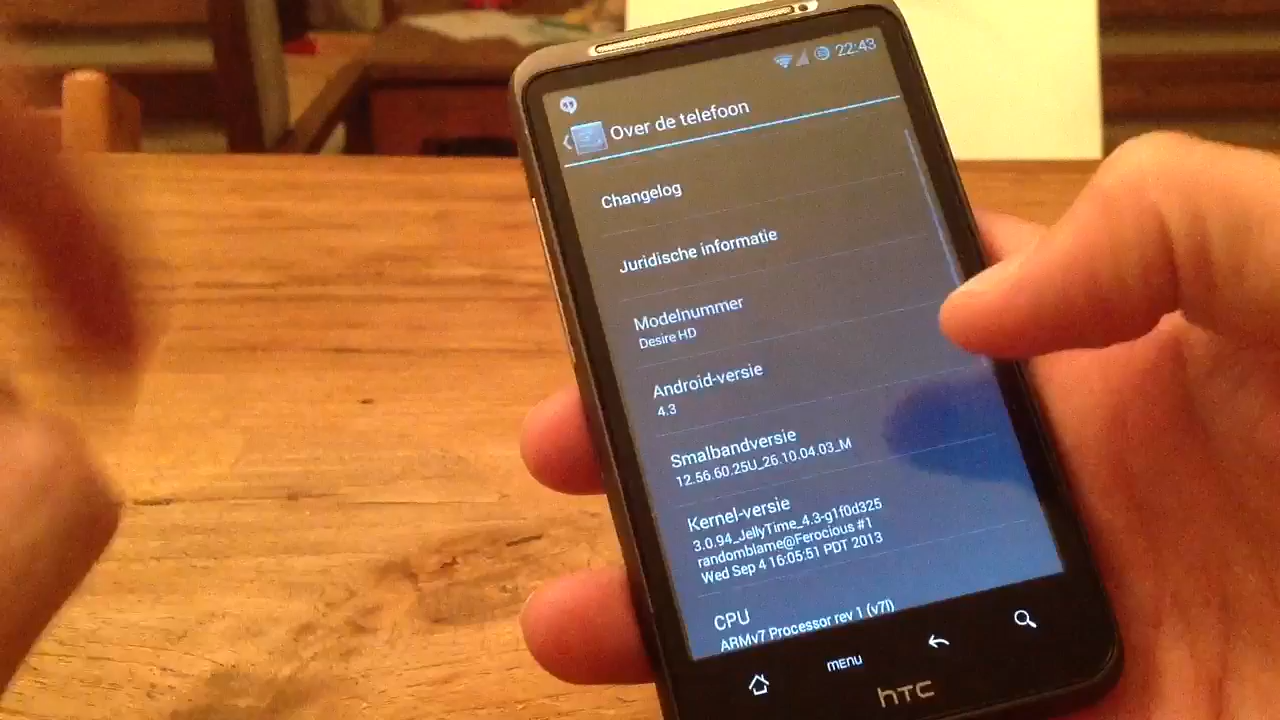 22:43
Over de telefoon
Changelog
Juridische informatie
Modelnummer
Desire HD
Android-versie
4.3
Smalbandversie
12.56.60.25U_26.10.04.03_M
Kernel-versie
3.0.94_JellyTime_4.3-g1f0d325
randomblame@Ferocious #1
Wed Sep 4 16:05:51 PDT 2013
CPU
ARMv7 Processor rev 1 (v7l)
MENU
hTC